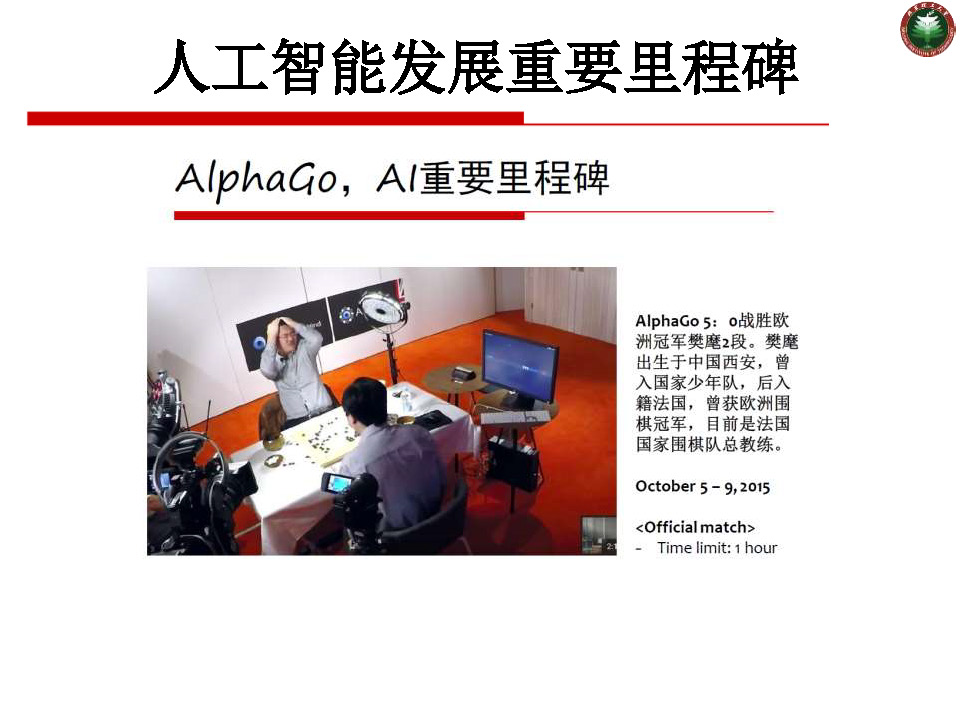 人工智能发展重要里程碑
AlphaGo，AI重要里程碑
AlphaGo 5：0战胜欧
洲冠军樊麾2段。樊麾
出生于中国西安，曾
入国家少年队，后入
籍法国，曾获欧洲围
棋冠军，目前是法国
国家围棋队总教练。
October 5 – 9, 2015
<Official match>
- Time limit: 1 hour